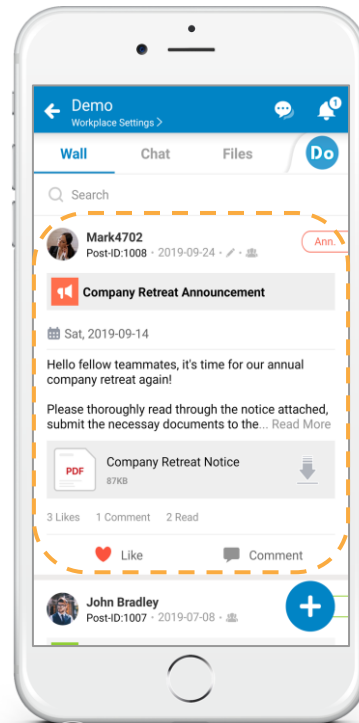 Demo
1
Workplace Settings >
Wall Chat Files Do
Search
Mark4702
Ann.
Post-ID:1008 · 2019-09-24
Company Retreat Announcement
Sat, 2019-09-14
Hello fellow teammates, it's time for our annual
company retreat again!
Please thoroughly read through the notice attached,
submit the necessay documents to the... Read More
PDF
Company Retreat Notice
87KB
3 Likes 1 Comment 2 Read
Like Comment
John Bradley
Post-ID:1007 · 2019-07-08